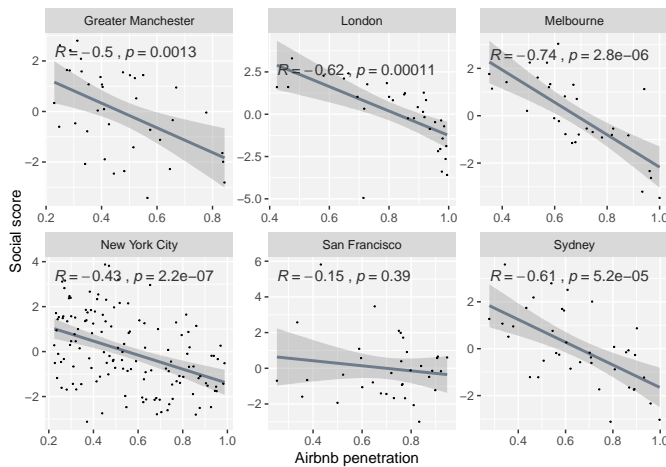 Greater Manchester London Melbourne
R = −0.5 , p = 0.0013 R = −0.62 , p = 0.00011 R = −0.74 , p = 2.8e−06
2 0 −2
2.5 0.0 −2.5 −5.0
2 0 −2
0.2 0.4 0.6 0.8 0.4 0.6 0.8 1.0 0.4 0.6 0.8 1.0
Social score
New York City San Francisco Sydney
R = −0.43 , p = 2.2e−07 R = −0.15 , p = 0.39 R = −0.61 , p = 5.2e−05
4 2 0 −2
6 4 2 0 −2
4 2 0 −2
0.2 0.4 0.6 0.8 1.0 0.4 0.6 0.8 0.4 0.6 0.8 1.0
Airbnb penetration